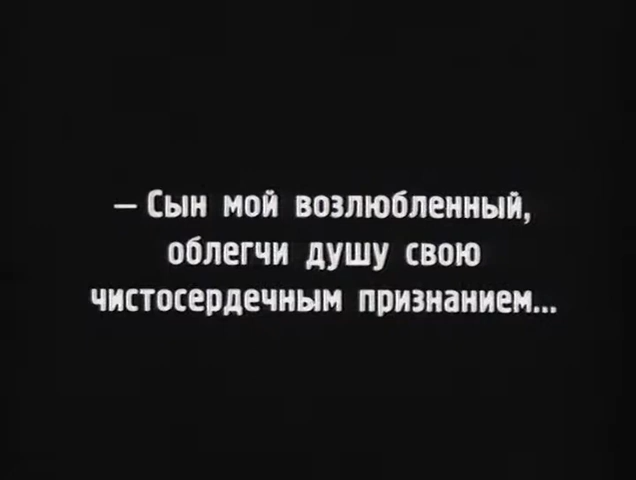 – Сын мой возлюбленный,
облегчи душу свою
чистосердечным признанием...